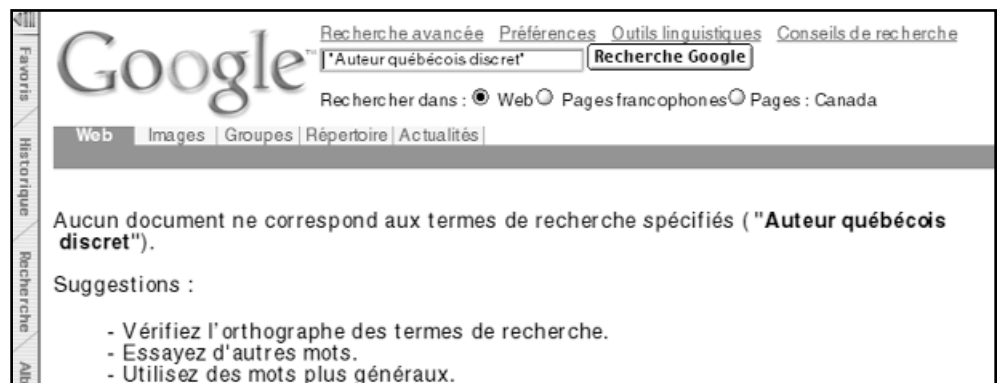 Favoris
Historique
Recherche
Alb
Google™
Recherche avancée Préférences Outils linguistiques Conseils de recherche
"Auteur québécois discret" Recherche Google
Rechercher dans : Web Pages francophones Pages : Canada
Web Images Groupes Répertoire Actualités
Aucun document ne correspond aux termes de recherche spécifiés ("Auteur québécois
discret").
Suggestions :
- Vérifiez l'orthographe des termes de recherche.
- Essayez d'autres mots.
- Utilisez des mots plus généraux.